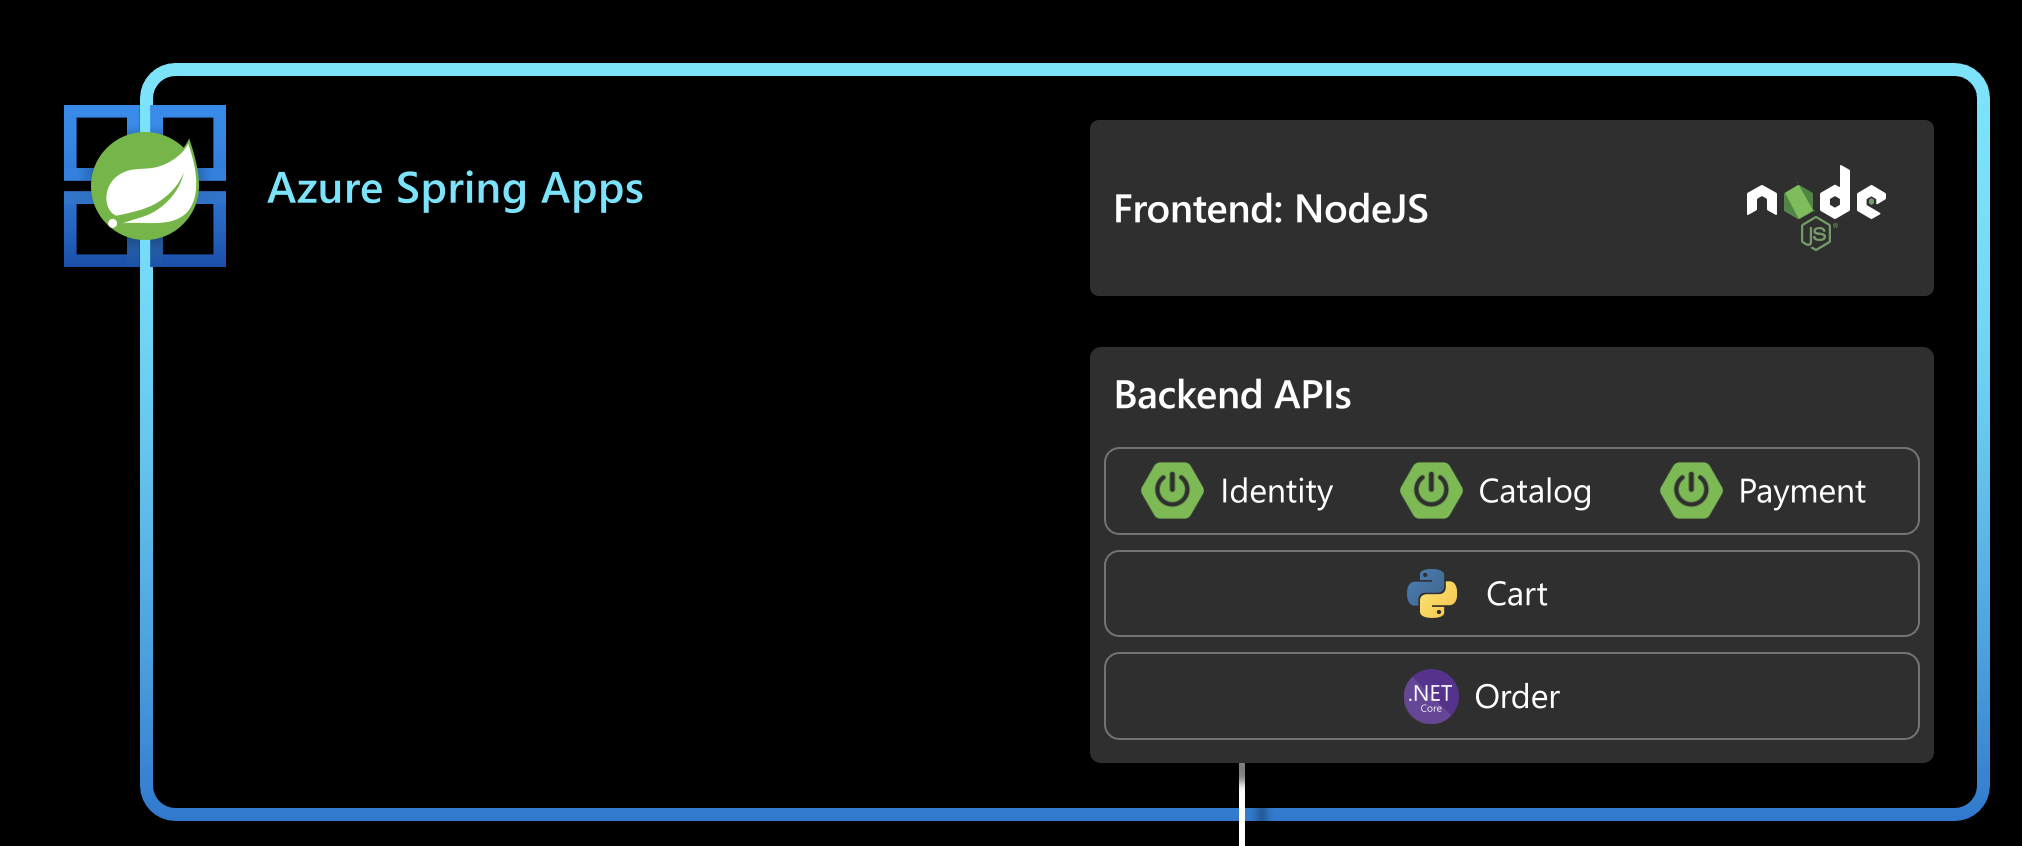 Azure Spring Apps
Frontend: NodeJS
node
JS
Backend APIs
Identity Catalog Payment
Cart
.NET
Core
Order